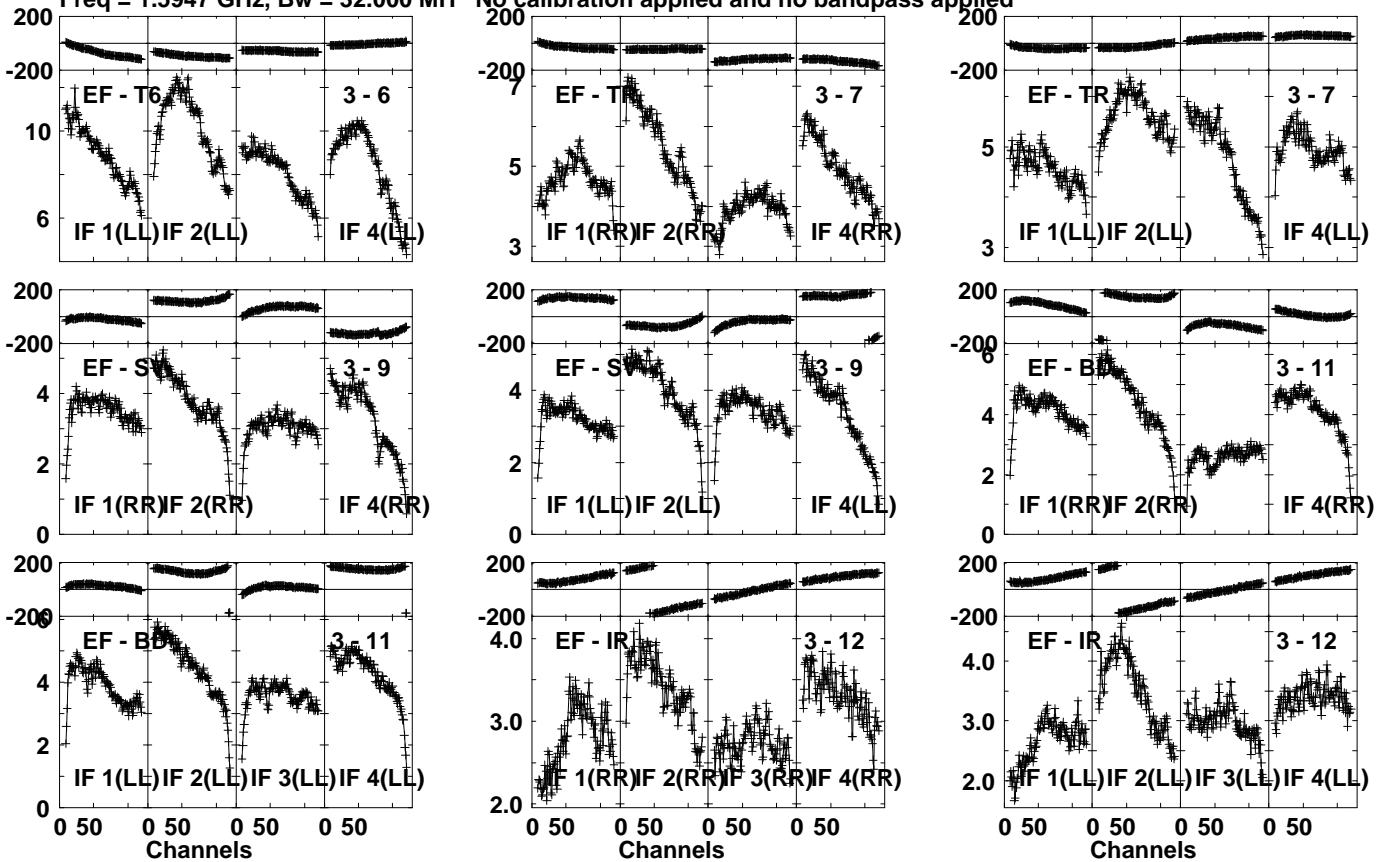 Freq = 1.5947 GHz, Bw = 32.000 MH No calibration applied and no bandpass applied
200 200 200
-200 -200 -200
EF - T6 3 - 6 EF - TR 3 - 7 EF - TR 3 - 7
7
10 5 5
6 3 3
IF 1(LL) IF 2(LL) IF 4(LL) IF 1(RR) IF 2(RR) IF 4(RR) IF 1(LL) IF 2(LL) IF 4(LL)
200 200 200
-200 -200 -200
EF - SV 3 - 9 EF - SV 3 - 9 EF - BD 3 - 11
6
4 4 4
2 2 2
IF 1(RR) IF 2(RR) IF 4(RR) IF 1(LL) IF 2(LL) IF 4(LL) IF 1(RR) IF 2(RR) IF 4(RR)
0 0 0
200 200 200
-200 -200 -200
6
EF - BD 3 - 11 EF - IR 3 - 12 EF - IR 3 - 12
4 4.0 4.0
2 3.0 3.0
IF 1(LL) IF 2(LL) IF 3(LL) IF 4(LL) IF 1(RR) IF 2(RR) IF 3(RR) IF 4(RR) IF 1(LL) IF 2(LL) IF 3(LL) IF 4(LL)
0 2.0 2.0
0 50 0 50 0 50 0 50 0 50 0 50 0 50 0 50 0 50 0 50 0 50 0 50
Channels Channels Channels